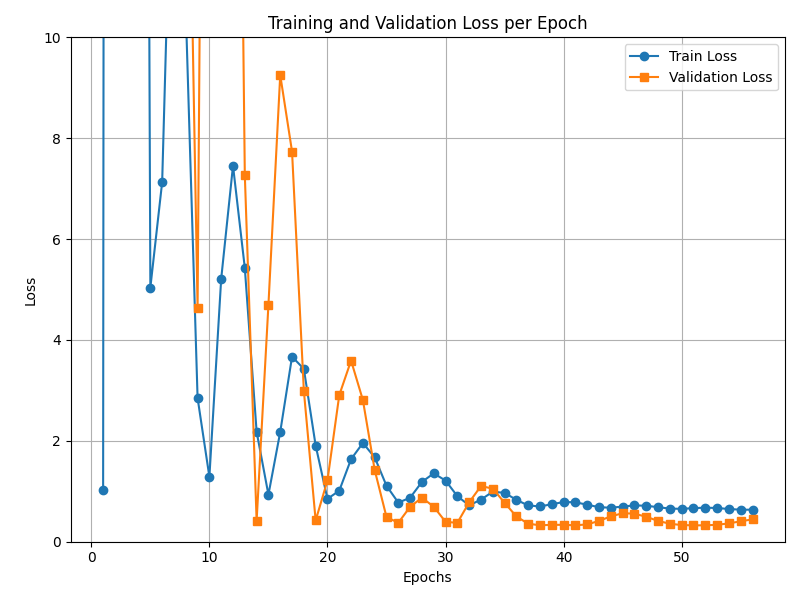 Training and Validation Loss per Epoch
Train Loss
Validation Loss
10
8
6
4
2
0
Loss
0 10 20 30 40 50
Epochs